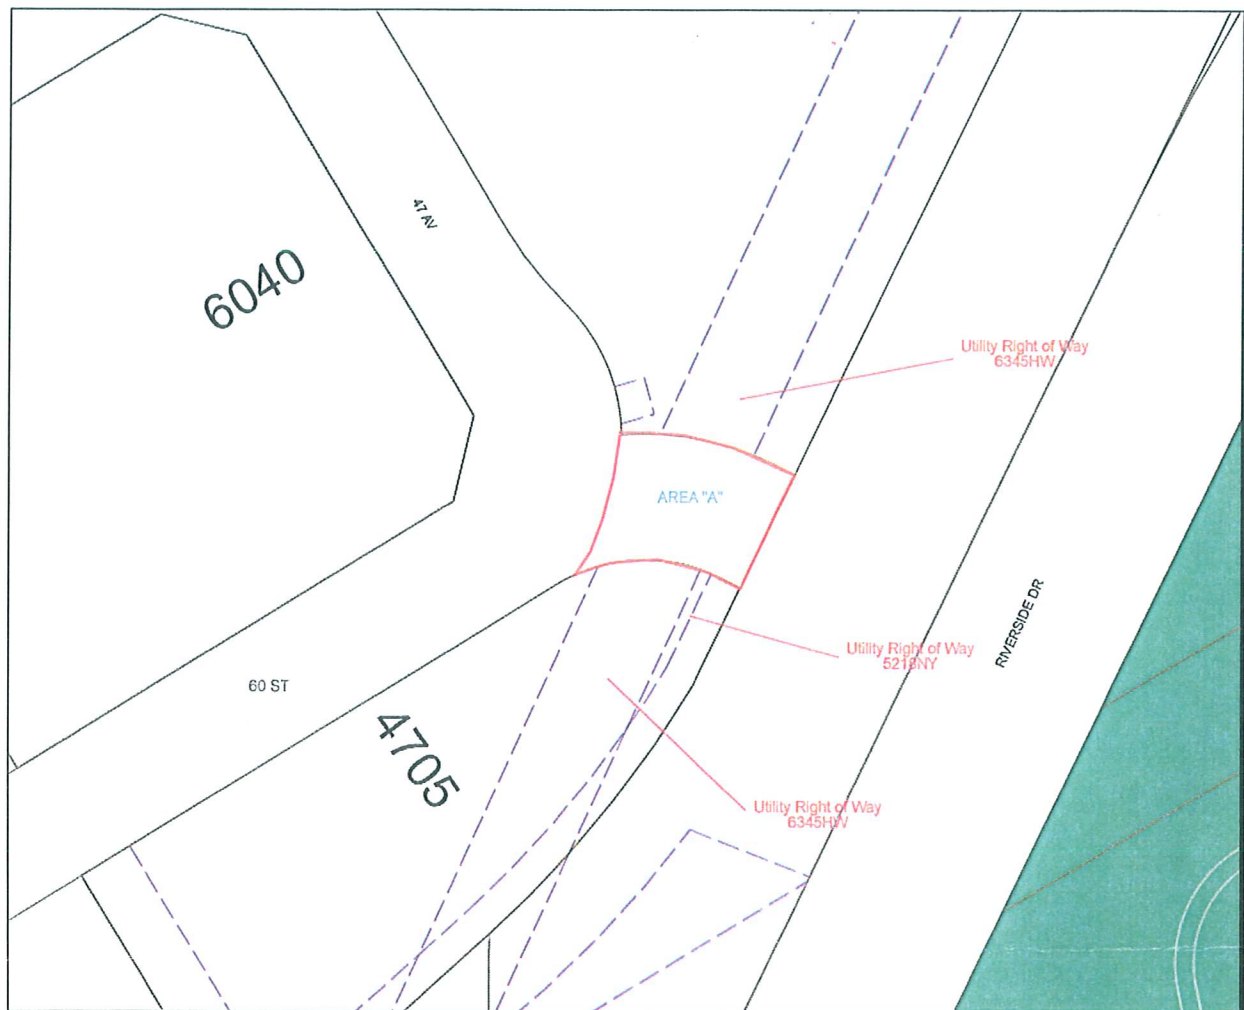 47 AV
6040
Utility Right of Way
6345HW
AREA "A"
RIVERSIDE DR
Utility Right of Way
5219NY
60 ST
4705
Utility Right of Way
6345HW